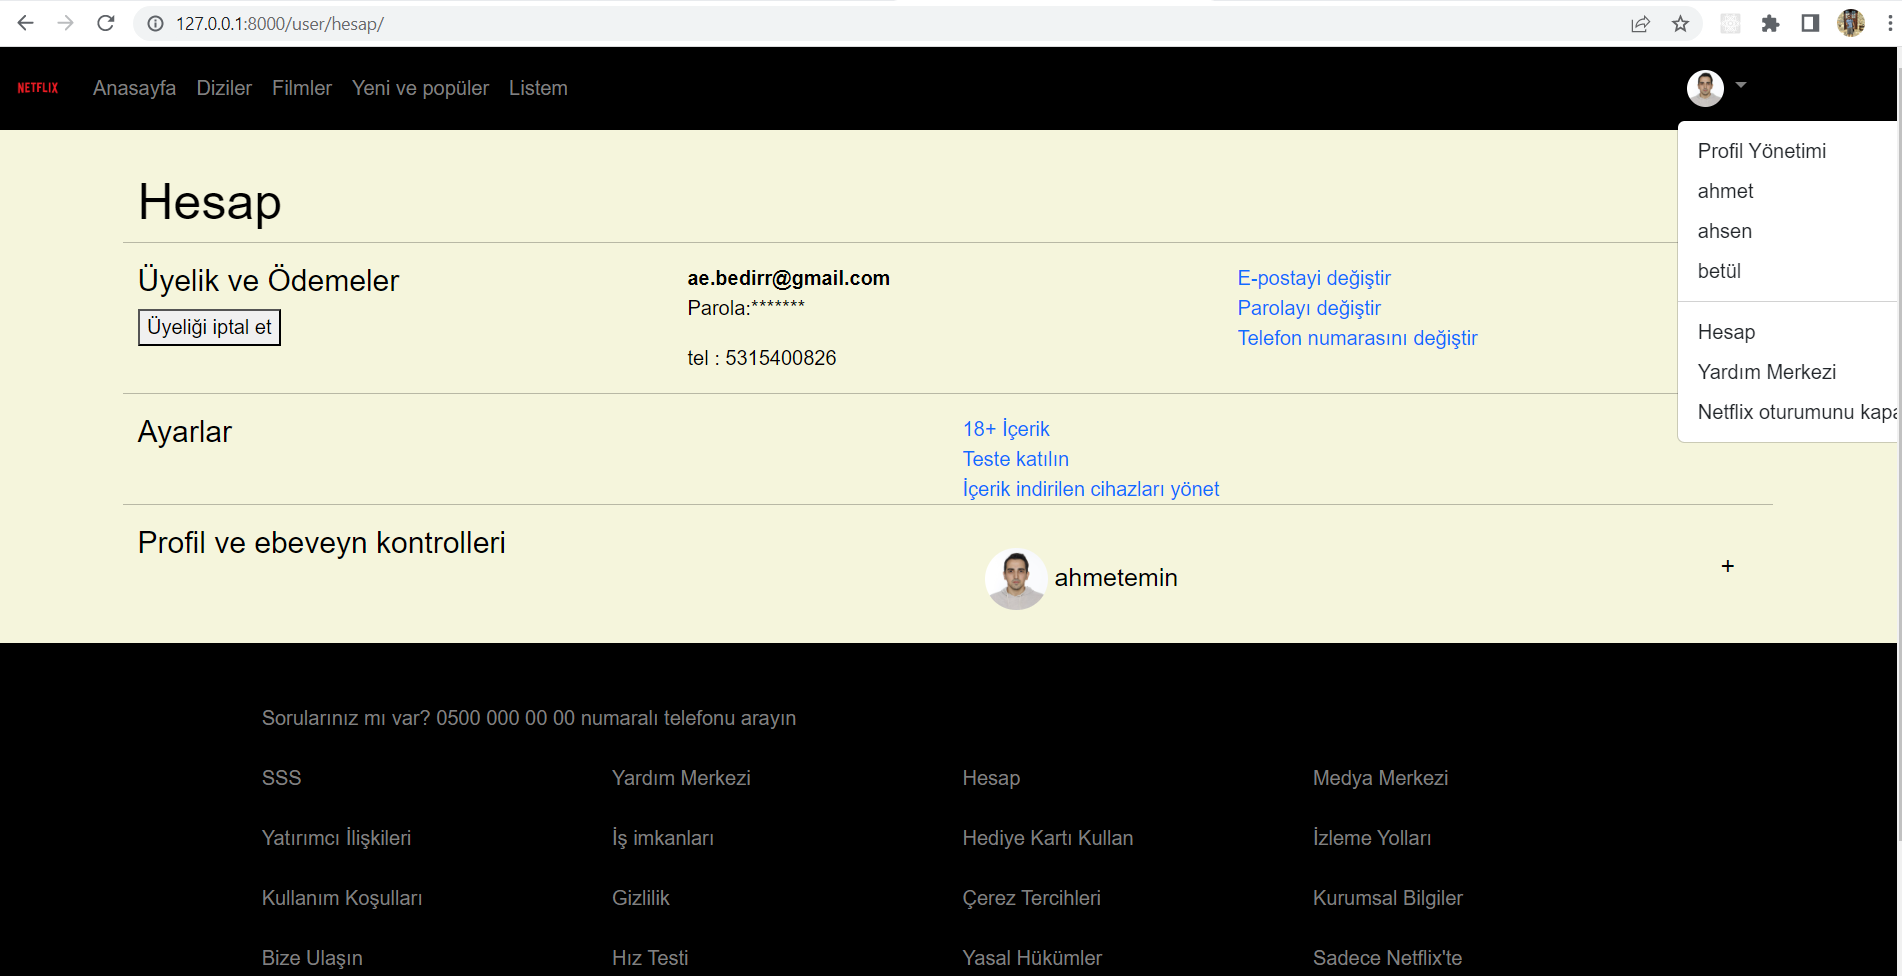 127.0.0.1:8000/user/hesap/
NETFLIX Anasayfa Diziler Filmler Yeni ve popüler Listem
Profil Yönetimi
ahmet
ahsen
betül
Hesap
Yardım Merkezi
Netflix oturumunu kapa
Hesap
Üyelik ve Ödemeler
Üyeliği iptal et
ae.bedirr@gmail.com
Parola:*******
tel : 5315400826
E-postayi değiştir
Parolayı değiştir
Telefon numarasını değiştir
Ayarlar
18+ İçerik
Teste katılın
İçerik indirilen cihazları yönet
Profil ve ebeveyn kontrolleri
ahmetemin
+
Sorularınız mı var? 0500 000 00 00 numaralı telefonu arayın
SSS Yardım Merkezi Hesap Medya Merkezi
Yatırımcı İlişkileri İş imkanları Hediye Kartı Kullan İzleme Yolları
Kullanım Koşulları Gizlilik Çerez Tercihleri Kurumsal Bilgiler
Bize Ulaşın Hız Testi Yasal Hükümler Sadece Netflix'te